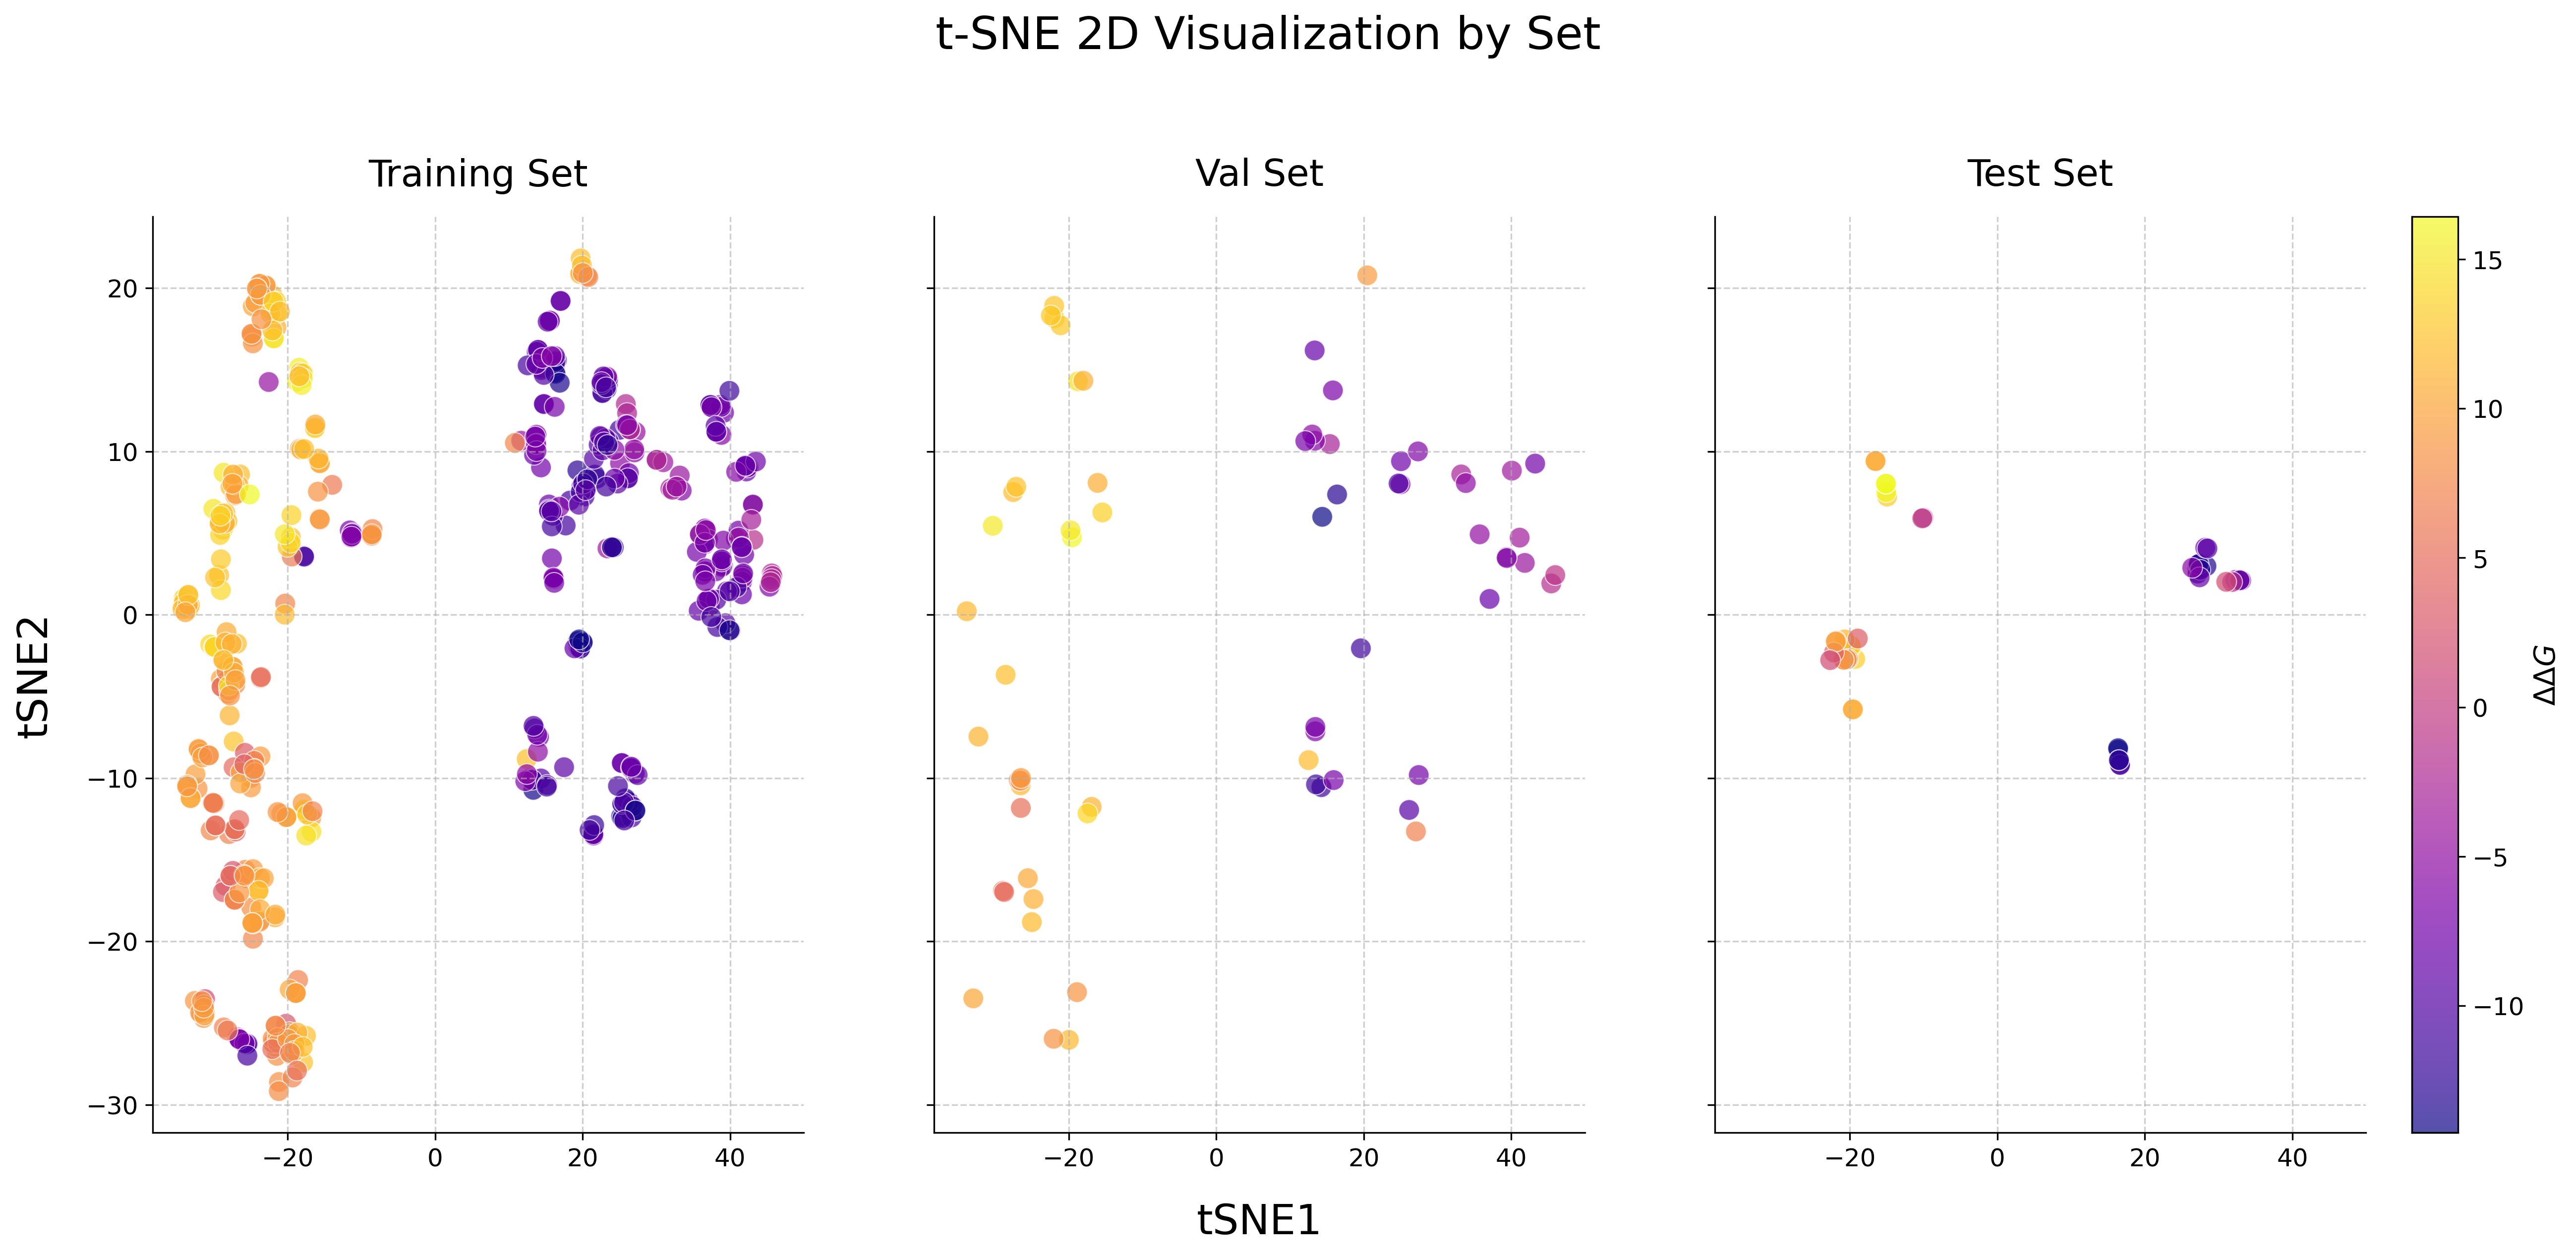 t-SNE 2D Visualization by Set
Training Set
Val Set
Test Set
20
10
0
−10
−20
−30
tSNE2
−20 0 20 40
−20 0 20 40
−20 0 20 40
tSNE1
15
10
5
0
−5
−10
ΔΔG